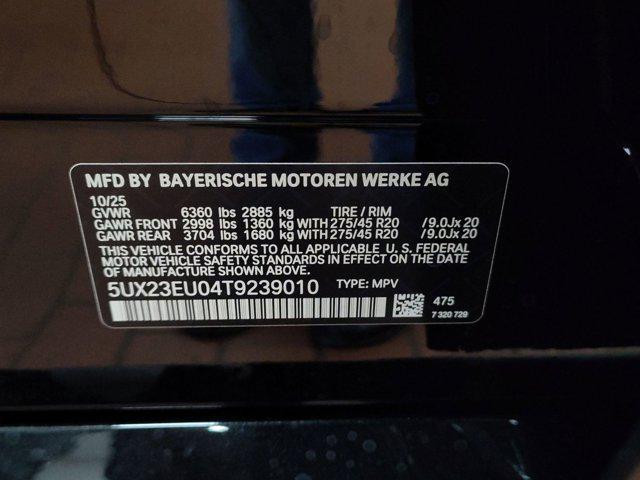 MFD BY BAYERISCHE MOTOREN WERKE AG
10/25
GVWR 6360 lbs 2885 kg TIRE / RIM
GAWR FRONT 2998 lbs 1360 kg WITH 275/45 R20 /9.0Jx 20
GAWR REAR 3704 lbs 1680 kg WITH 275/45 R20 /9.0Jx 20
THIS VEHICLE CONFORMS TO ALL APPLICABLE U. S. FEDERAL
MOTOR VEHICLE SAFETY STANDARDS IN EFFECT ON THE DATE
OF MANUFACTURE SHOWN ABOVE.
5UX23EU04T9239010 TYPE: MPV
475
7 320 729